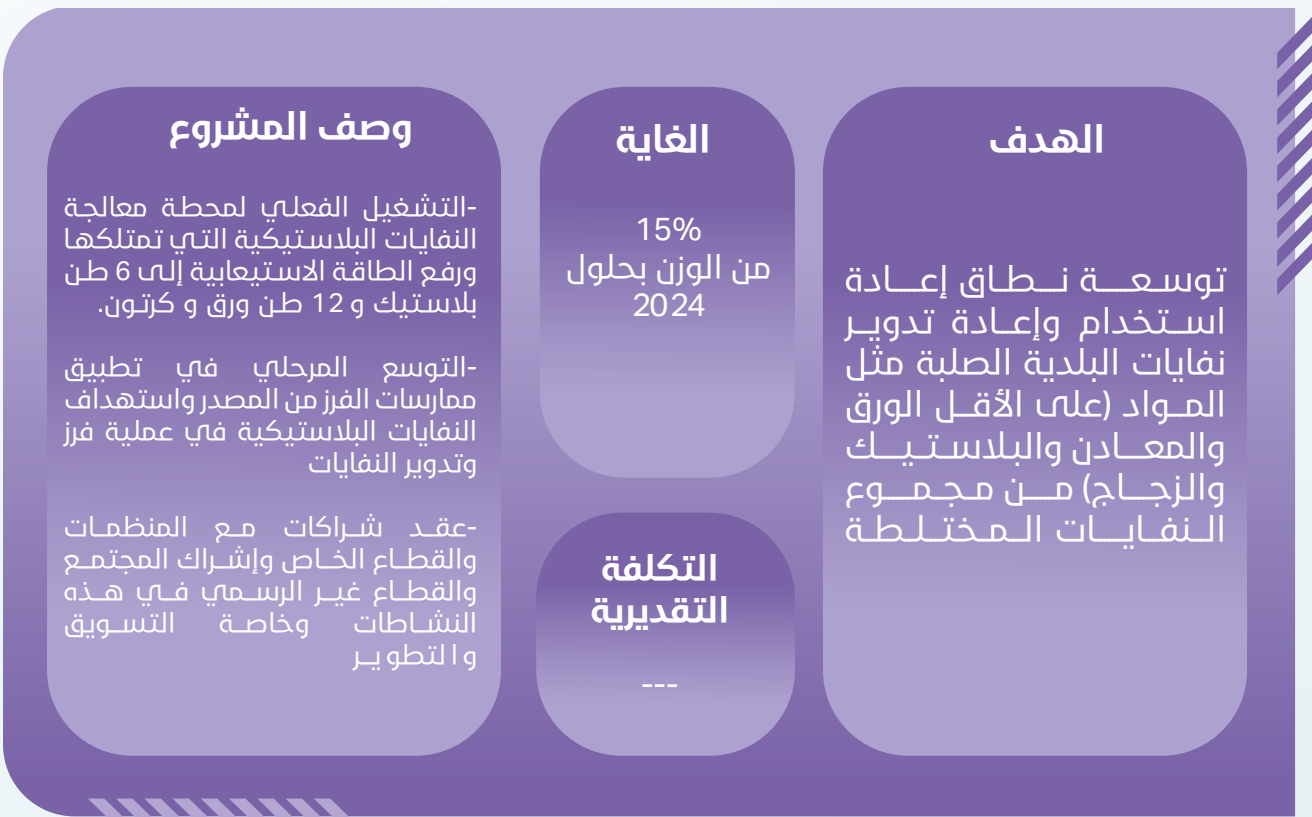 الهدف
توسعة نطاق إعادة
استخدام وإعادة تدوير
نفايات البلدية الصلبة مثل
المواد (على الأقل الورق
والمعادن والبلاستيك
والزجاج) من مجموع
النفايات المختلطة
الغاية
15%
من الوزن بحلول
2024
التكلفة
التقديرية
---
وصف المشروع
-التشغيل الفعلي لمحطة معالجة
النفايات البلاستيكية التي تمتلكها
ورفع الطاقة الاستيعابية إلى 6 طن
بلاستيك و 12 طن ورق و كرتون.
-التوسع المرحلي في تطبيق
ممارسات الفرز من المصدر واستهداف
النفايات البلاستيكية في عملية فرز
وتدوير النفايات
-عقد شراكات مع المنظمات
والقطاع الخاص وإشراك المجتمع
والقطاع غير الرسمي في هذه
النشاطات وخاصة التسويق
والتطوير